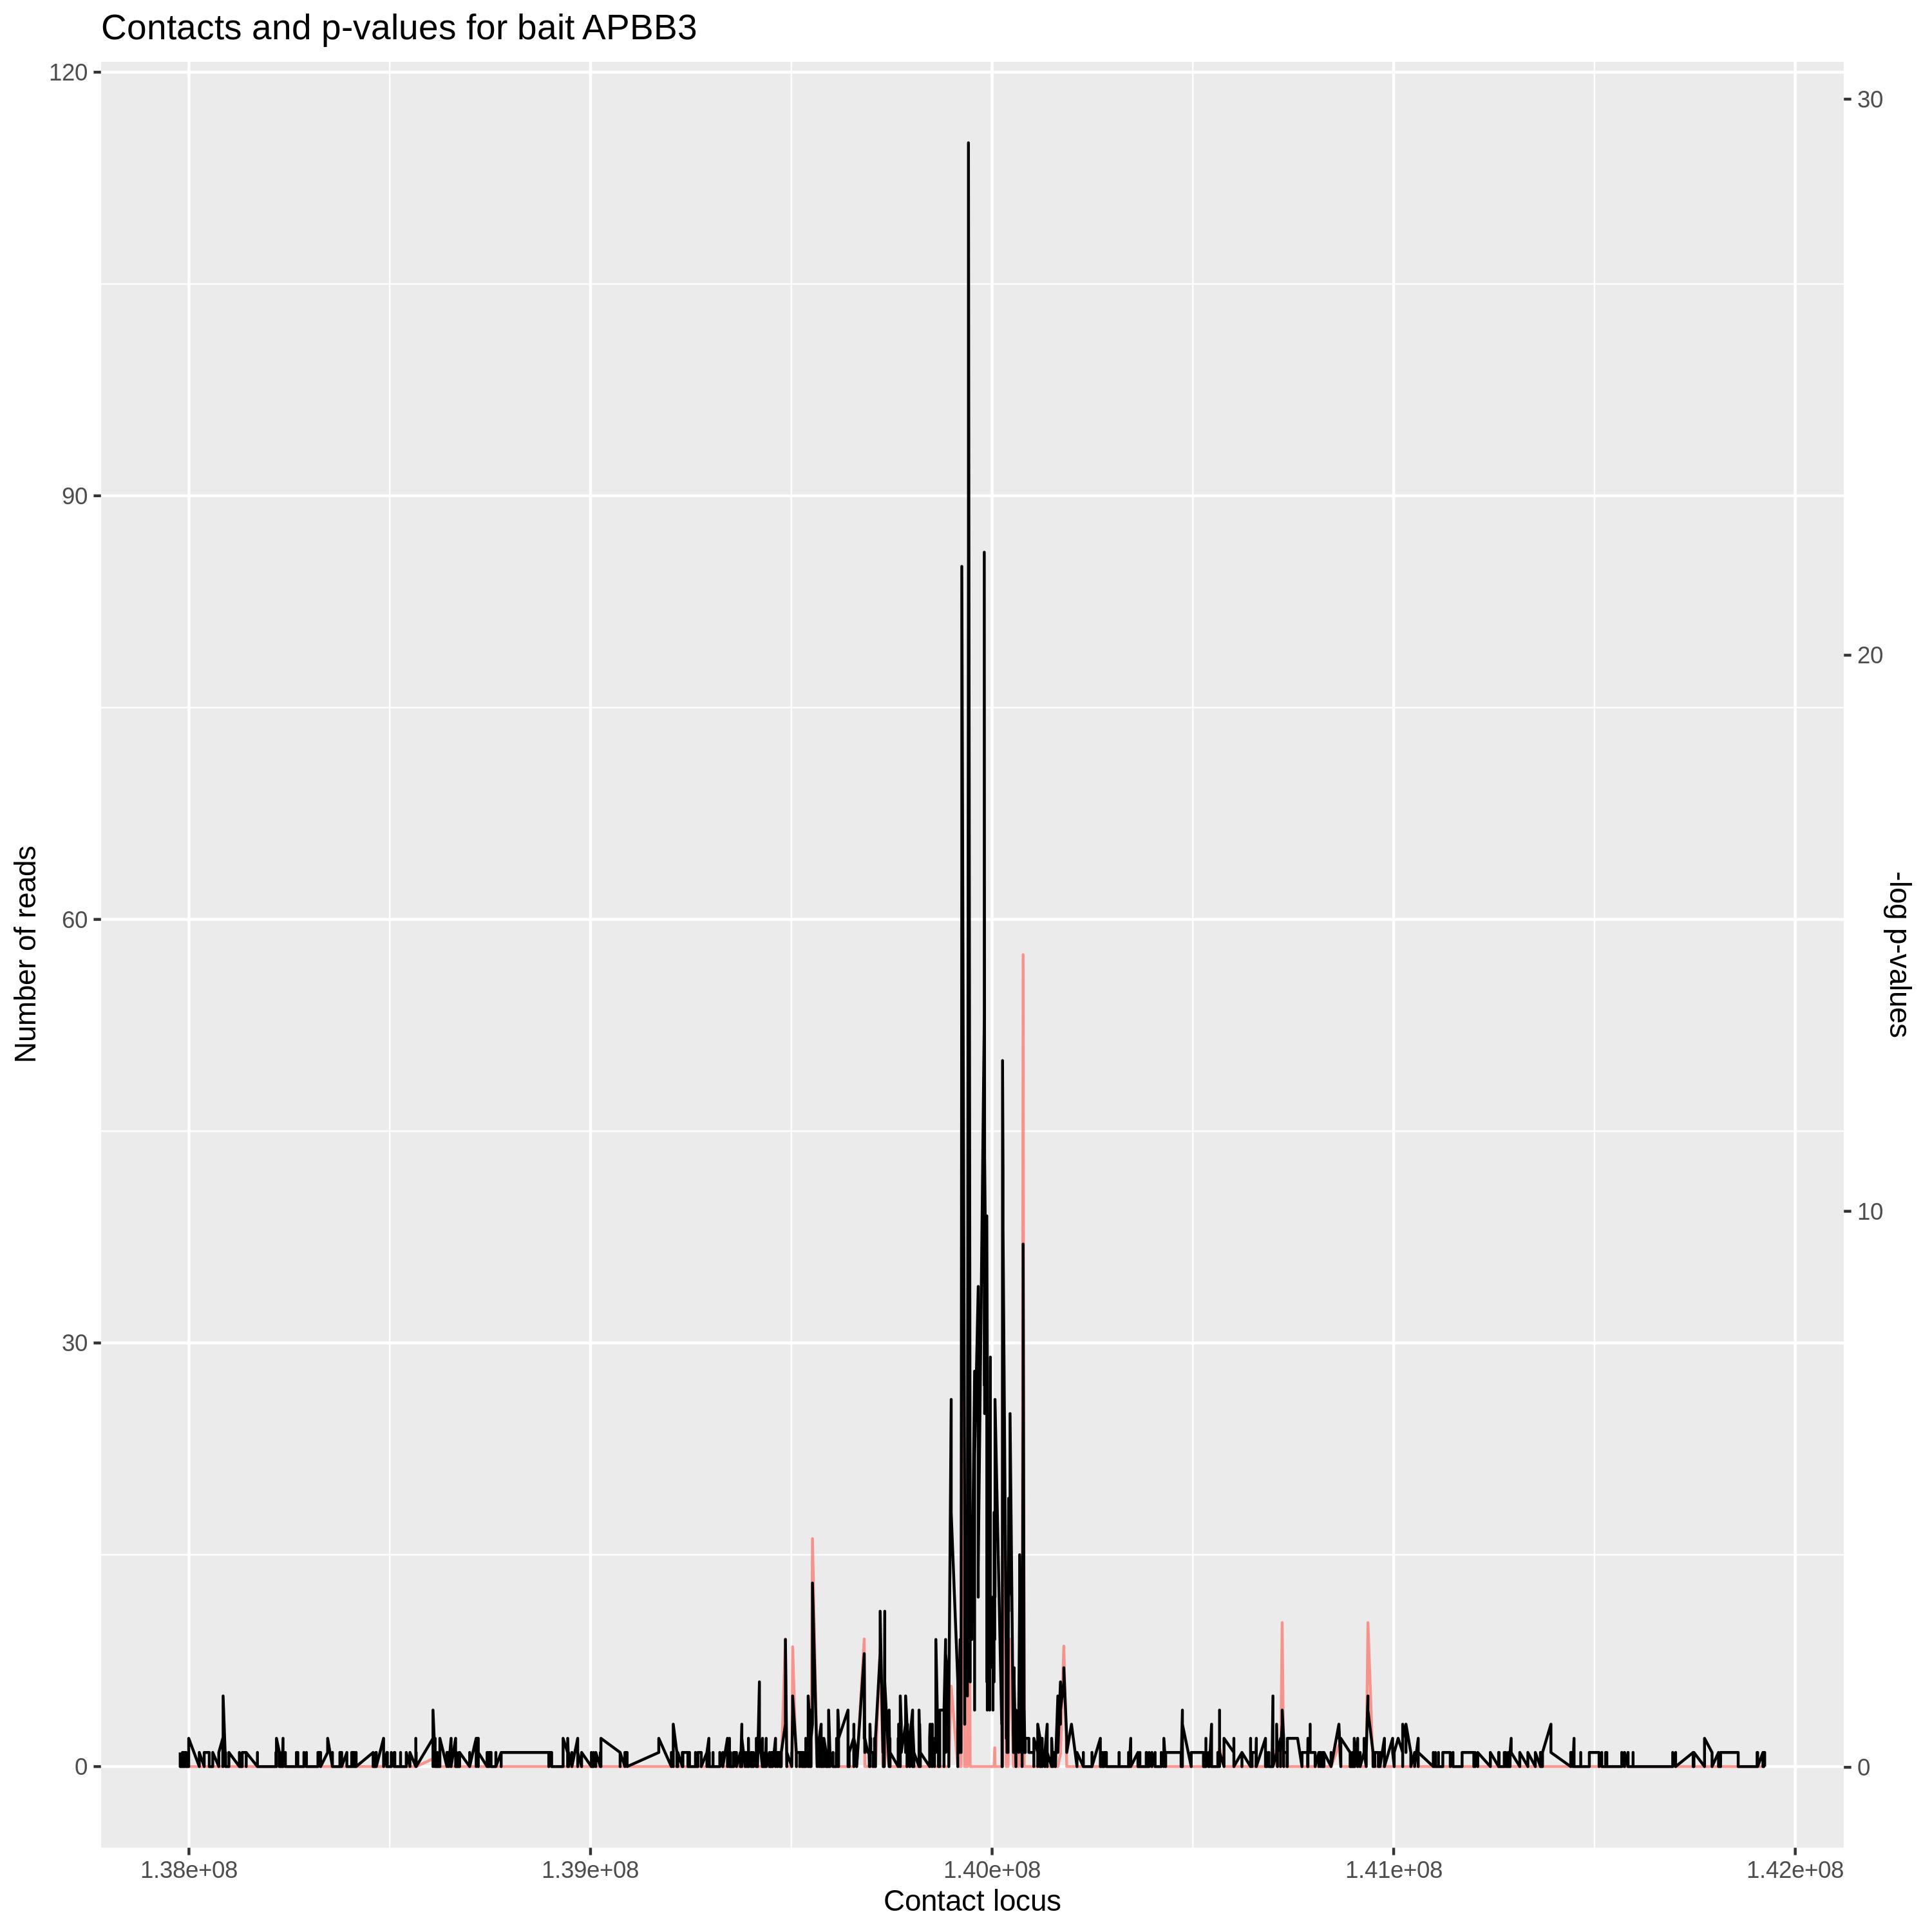 Contacts and p-values for bait APBB3
120
90
60
30
0
30
20
10
0
Number of reads
-log p-values
1.38e+08
1.39e+08
1.40e+08
1.41e+08
1.42e+08
Contact locus